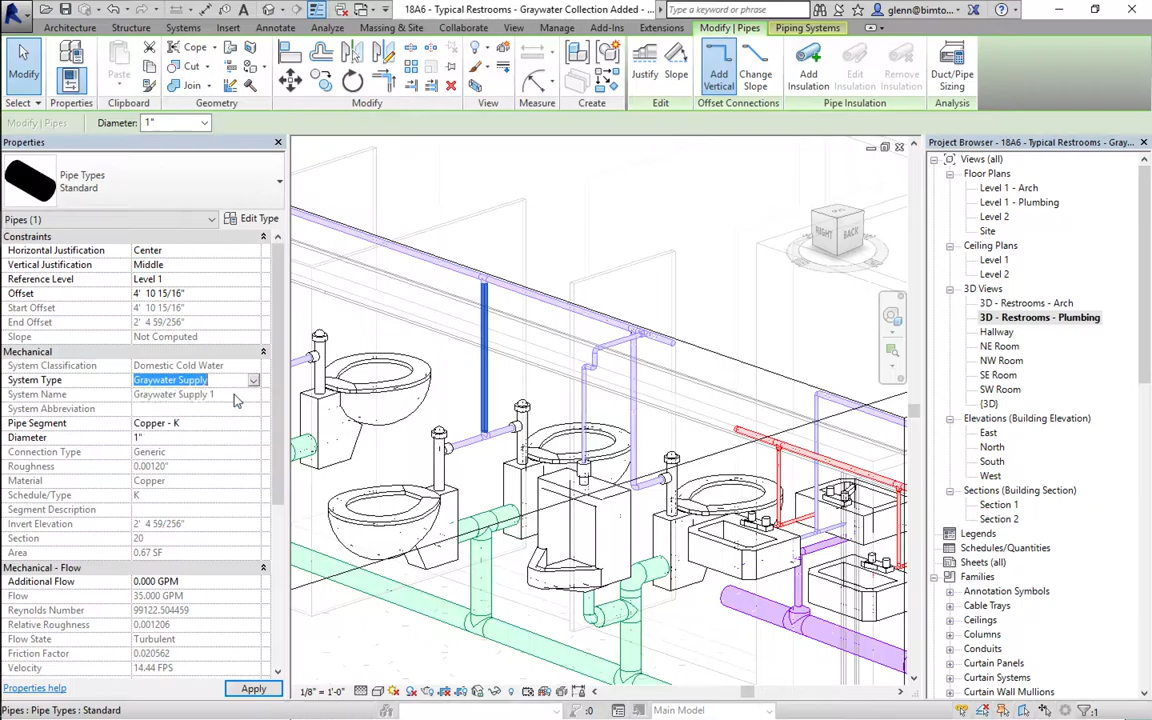 18A6 - Typical Restrooms - Graywater Collection Added - ...
Type a keyword or phrase
glenn@bimto...
Architecture Structure Systems Insert Annotate Analyze Massing & Site Collaborate View Manage Add-Ins Extensions Modify | Pipes Piping Systems
Modify
Paste
Cope
Cut
Join
Justify Slope
Add Vertical
Change Slope
Add Insulation
Edit Insulation
Remove Insulation
Duct/Pipe Sizing
Select Properties Clipboard Geometry Modify View Measure Create Edit Offset Connections Pipe Insulation Analysis
Modify | Pipes Diameter: 1"
Properties
Pipe Types
Standard
Pipes (1) Edit Type
Constraints
Horizontal Justification Center
Vertical Justification Middle
Reference Level Level 1
Offset 4' 10 15/16"
Start Offset 4' 10 15/16"
End Offset 2' 4 59/256"
Slope Not Computed
Mechanical
System Classification Domestic Cold Water
System Type Graywater Supply
System Name Graywater Supply 1
System Abbreviation
Pipe Segment Copper - K
Diameter 1"
Connection Type Generic
Roughness 0.00120"
Material Copper
Schedule/Type K
Segment Description
Invert Elevation 2' 4 59/256"
Section 20
Area 0.67 SF
Mechanical - Flow
Additional Flow 0.000 GPM
Flow 35.000 GPM
Reynolds Number 99122.504459
Relative Roughness 0.001206
Flow State Turbulent
Friction Factor 0.020562
Velocity 14.44 FPS
Properties help Apply
RIGHT BACK
1/8" = 1'-0"
Project Browser - 18A6 - Typical Restrooms - Gray...
Views (all)
Floor Plans
Level 1 - Arch
Level 1 - Plumbing
Level 2
Site
Ceiling Plans
Level 1
Level 2
3D Views
3D - Restrooms - Arch
3D - Restrooms - Plumbing
Hallway
NE Room
NW Room
SE Room
SW Room
{3D}
Elevations (Building Elevation)
East
North
South
West
Sections (Building Section)
Section 1
Section 2
Legends
Schedules/Quantities
Sheets (all)
Families
Annotation Symbols
Cable Trays
Ceilings
Columns
Conduits
Curtain Panels
Curtain Systems
Curtain Wall Mullions
Pipes : Pipe Types : Standard
:0
Main Model
:1